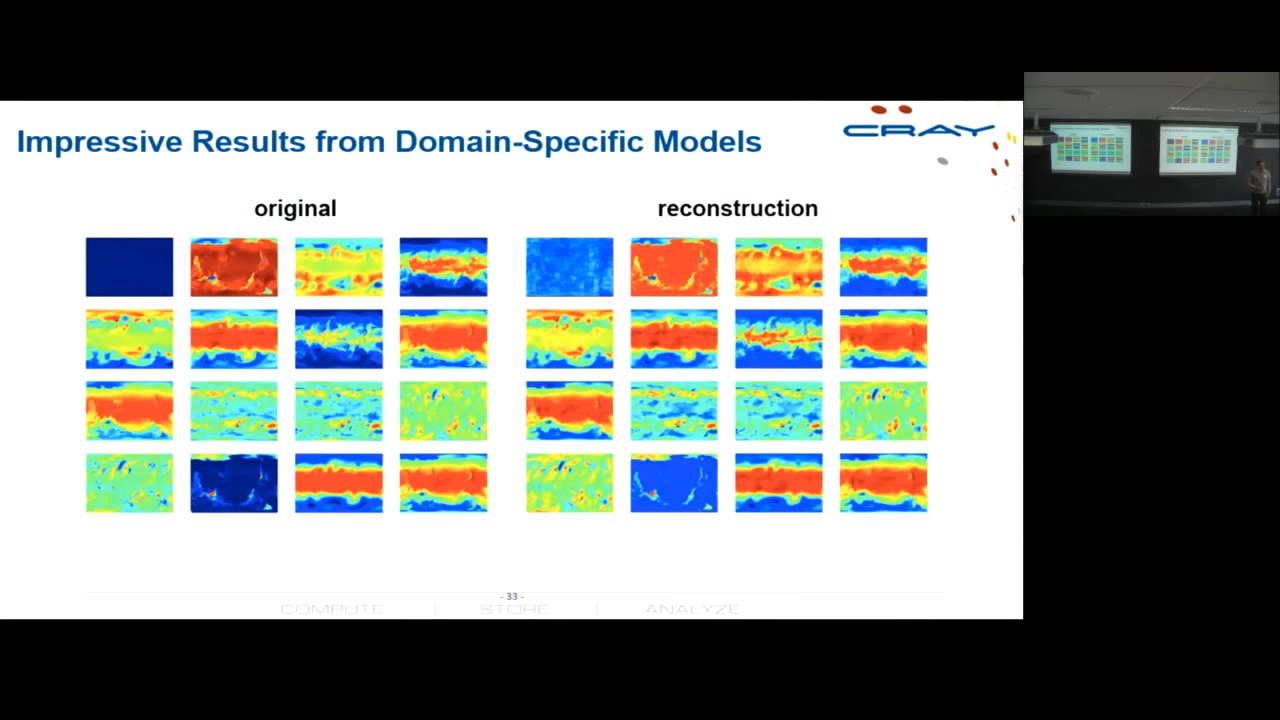 Impressive Results from Domain-Specific Models
CRAY
original
reconstruction
- 33 -
COMPUTE | STORE | ANALYZE